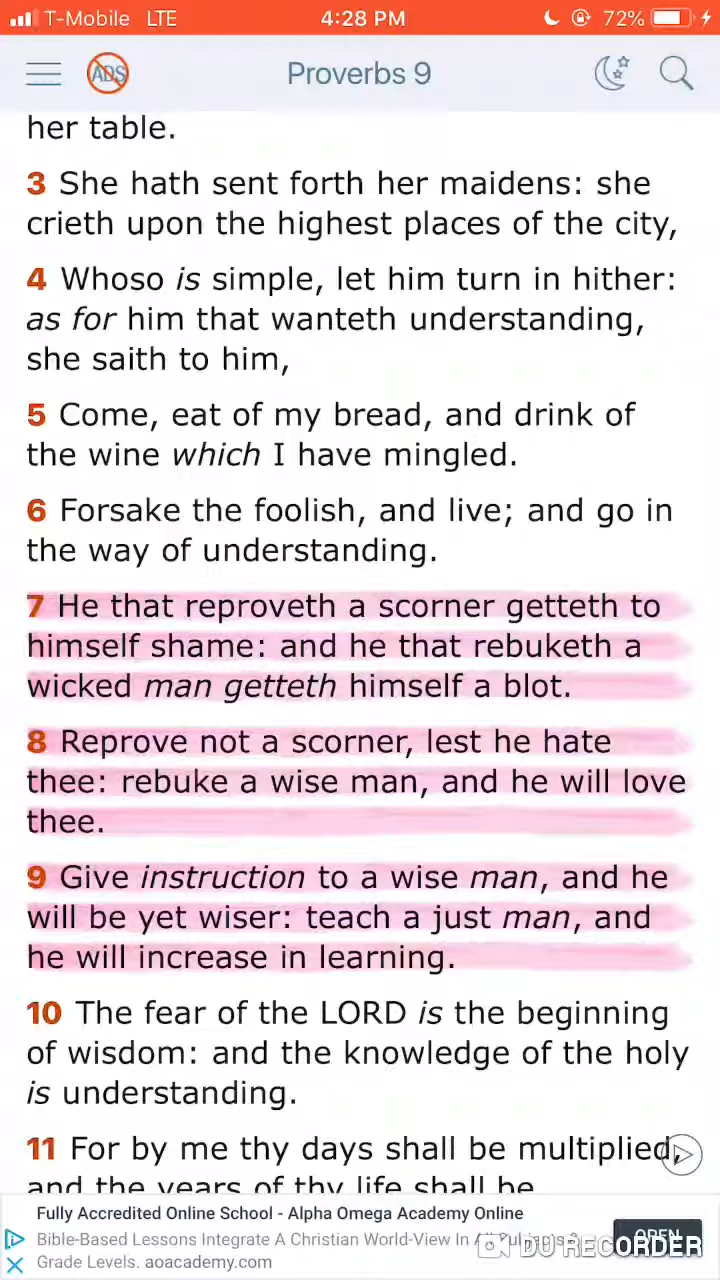 T-Mobile LTE 4:28 PM 72%
ADS Proverbs 9
her table.
3 She hath sent forth her maidens: she
crieth upon the highest places of the city,
4 Whoso is simple, let him turn in hither:
as for him that wanteth understanding,
she saith to him,
5 Come, eat of my bread, and drink of
the wine which I have mingled.
6 Forsake the foolish, and live; and go in
the way of understanding.
7 He that reproveth a scorner getteth to
himself shame: and he that rebuketh a
wicked man getteth himself a blot.
8 Reprove not a scorner, lest he hate
thee: rebuke a wise man, and he will love
thee.
9 Give instruction to a wise man, and he
will be yet wiser: teach a just man, and
he will increase in learning.
10 The fear of the LORD is the beginning
of wisdom: and the knowledge of the holy
is understanding.
11 For by me thy days shall be multiplied,
and the years of thy life shall be
Fully Accredited Online School - Alpha Omega Academy Online
Bible-Based Lessons Integrate A Christian World-View In
Grade Levels. aoacademy.com
OPEN
DU RECORDER